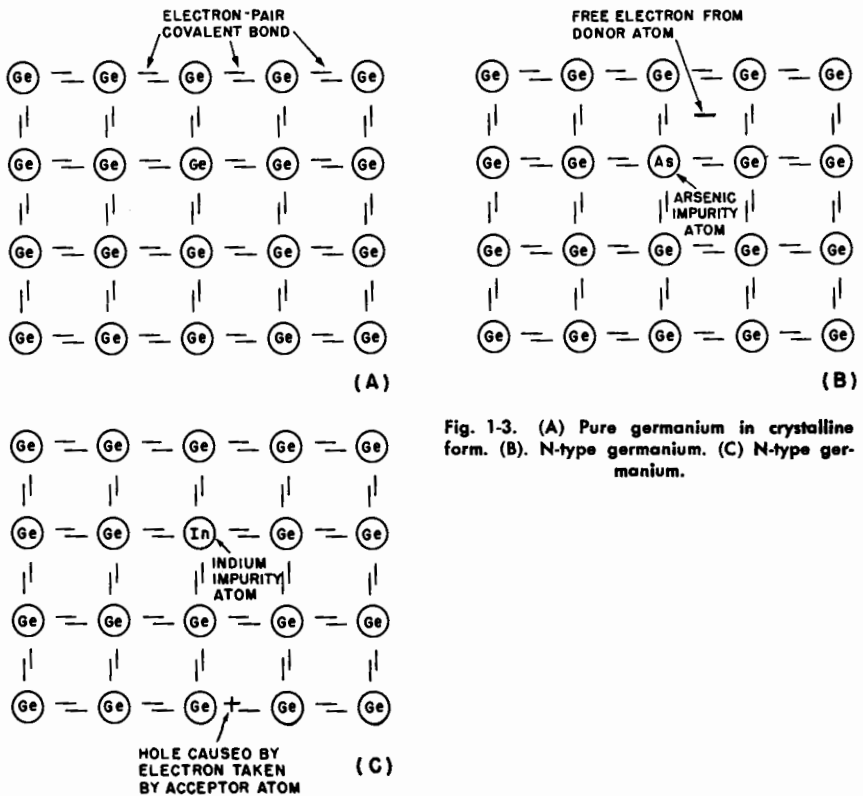 ELECTRON-PAIR
COVALENT BOND
Ge Ge Ge Ge Ge
Ge Ge Ge Ge Ge
Ge Ge Ge Ge Ge
Ge Ge Ge Ge Ge
(A)
FREE ELECTRON FROM
DONOR ATOM
Ge Ge Ge Ge Ge
Ge Ge As Ge Ge
ARSENIC
IMPURITY
ATOM
Ge Ge Ge Ge Ge
Ge Ge Ge Ge Ge
(B)
Fig. 1-3. (A) Pure germanium in crystalline
form. (B). N-type germanium. (C) N-type ger-
manium.
Ge Ge Ge Ge Ge
Ge Ge In Ge Ge
INDIUM
IMPURITY
ATOM
Ge Ge Ge Ge Ge
Ge Ge Ge + Ge Ge
HOLE CAUSED BY
ELECTRON TAKEN
BY ACCEPTOR ATOM
(C)